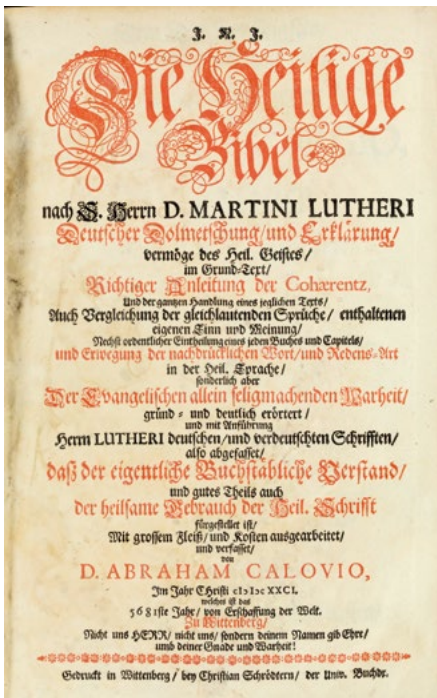 J. N. J.
Die Heilige
Bibel
nach S. Herrn D. MARTINI LUTHERI
Deutscher Dolmetschung/und Erklärung/
vermöge des Heil. Geistes/
im Grund-Text/
Richtiger Anleitung der Cohærentz,
Und der gantzen Handlung eines jeglichen Texts/
Auch Vergleichung der gleichlautenden Sprüche/ enthaltenen
eigenen Sinn und Meinung/
Nechst ordentlicher Eintheilung eines jeden Buches und Capitels/
und Erwegung der nachdrücklichen Wort/und Redens-Art
in der Heil. Sprache/
sonderlich aber
Der Evangelischen allein seligmachenden Warheit/
gründ- und deutlich erörtert/
und mit Anführung
Herrn LUTHERI deutschen/und verdeutschten Schrifften/
also abgefasset/
daß der eigentliche Buchstäbliche Verstand/
und gutes Theils auch
der heilsame Gebrauch der Heil. Schrifft
fürgestellet ist/
Mit grossem Fleiß/und Kosten ausgearbeitet/
und verfasset/
von
D. ABRAHAM CALOVIO,
Im Jahr CHristi cIɔIɔcXXCI,
welches ist das
5681ste Jahr/ von Erschaffung der Welt.
Zu Wittenberg/
Nicht uns HERR/ nicht uns/ sondern deinem Namen gib Ehre/
umb deiner Gnade und Warheit!
Gedruckt in Wittenberg/ bey Christian Schrödtern/ der Univ. Buchdr.